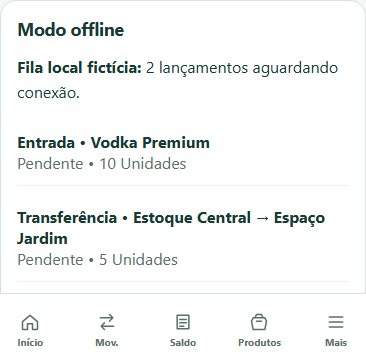 Modo offline
Fila local fictícia: 2 lançamentos aguardando
conexão.
Entrada • Vodka Premium
Pendente • 10 Unidades
Transferência • Estoque Central → Espaço
Jardim
Pendente • 5 Unidades
Início Mov. Saldo Produtos Mais